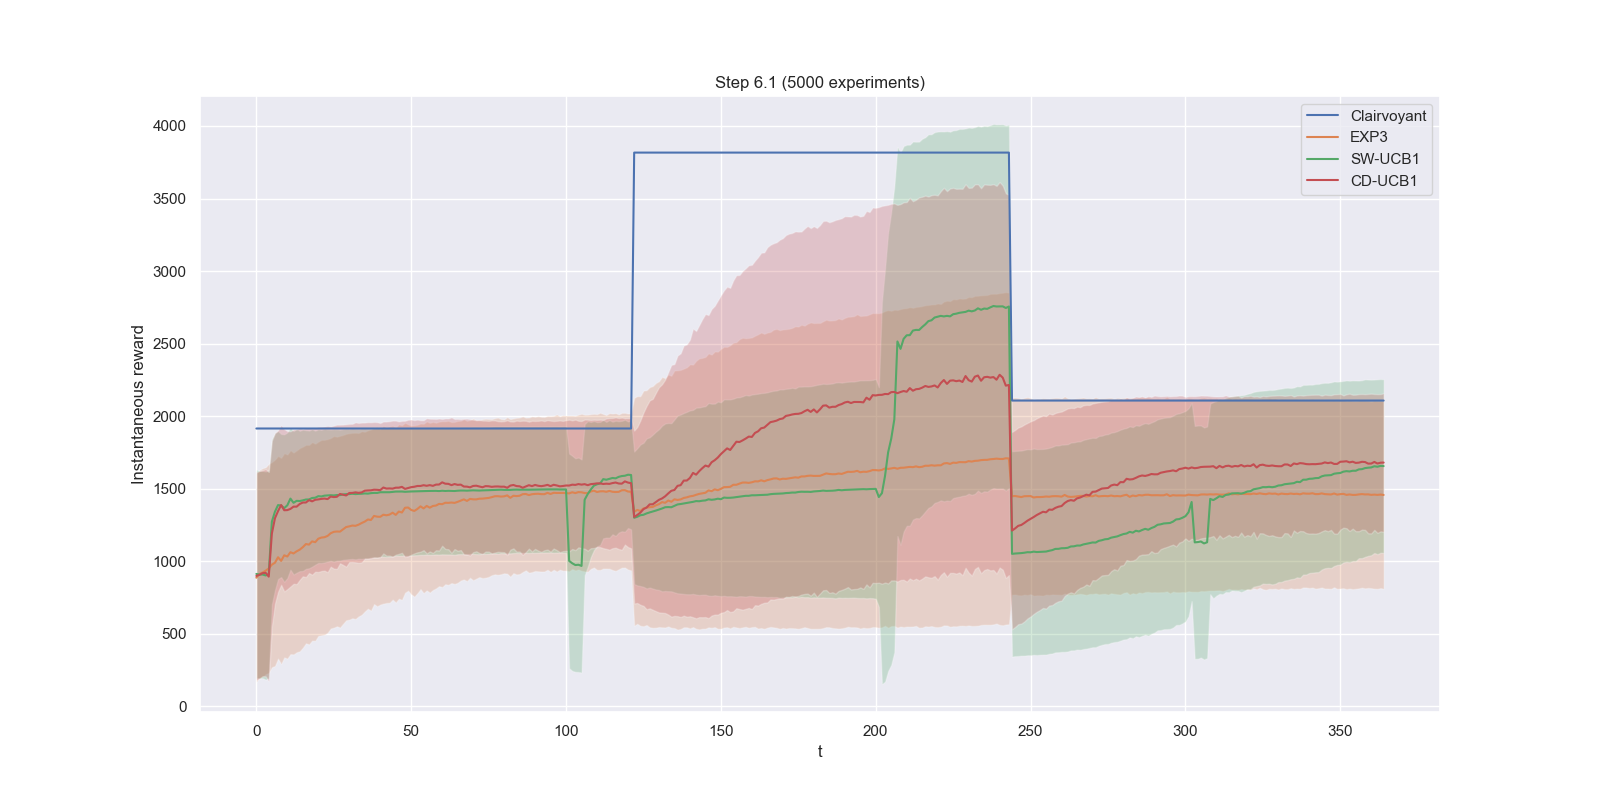 Step 6.1 (5000 experiments)
Clairvoyant
EXP3
SW-UCB1
CD-UCB1
Instantaneous reward
4000
3500
3000
2500
2000
1500
1000
500
0
0 50 100 150 200 250 300 350
t